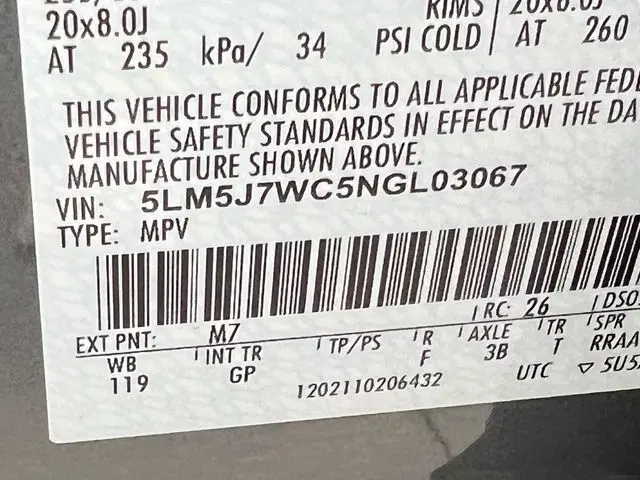 20x8.0J RIMS 20x8.0J
AT 235 kPa/ 34 PSI COLD AT 260
THIS VEHICLE CONFORMS TO ALL APPLICABLE FEDE
VEHICLE SAFETY STANDARDS IN EFFECT ON THE DA
MANUFACTURE SHOWN ABOVE.
VIN: 5LM5J7WC5NGL03067
TYPE: MPV
EXT PNT: M7 RC: 26 DSO
WB INT TR TP/PS R AXLE TR SPR
119 GP F 3B T RRAA
1202110206432 UTC ▽ 5U5